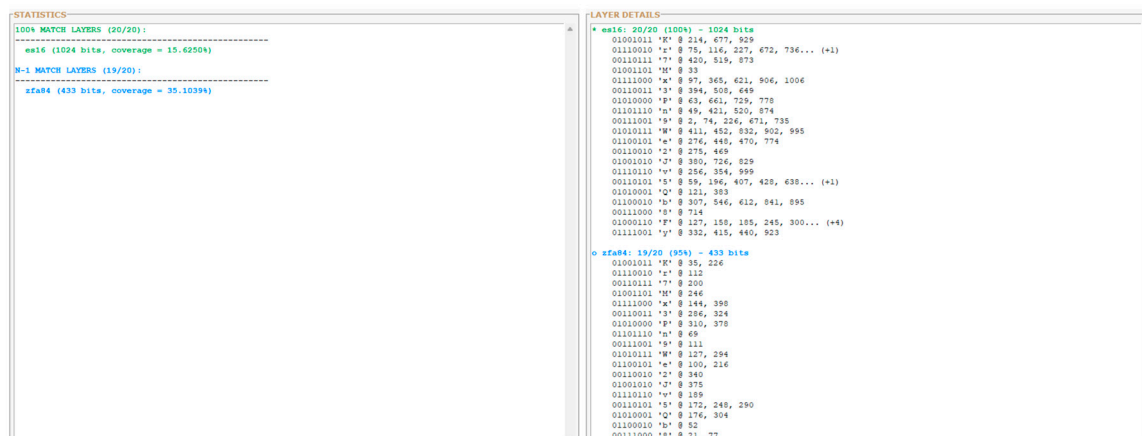 STATISTICS
100% MATCH LAYERS (20/20):
--------------------------------------------------
es16 (1024 bits, coverage = 15.6250%)
N-1 MATCH LAYERS (19/20):
--------------------------------------------------
zfa84 (433 bits, coverage = 35.1039%)
LAYER DETAILS
* es16: 20/20 (100%) - 1024 bits
01001011 'K' @ 214, 677, 929
01110010 'r' @ 75, 116, 227, 672, 736... (+1)
00110111 '7' @ 420, 519, 873
01001101 'M' @ 33
01111000 'x' @ 97, 365, 621, 906, 1006
00110011 '3' @ 394, 508, 649
01010000 'P' @ 63, 661, 729, 778
01101110 'n' @ 49, 421, 520, 874
00111001 '9' @ 2, 74, 226, 671, 735
01010111 'W' @ 411, 452, 832, 902, 995
01100101 'e' @ 276, 448, 470, 774
00110010 '2' @ 275, 469
01001010 'J' @ 380, 726, 829
01110110 'v' @ 256, 354, 999
00110101 '5' @ 59, 196, 407, 428, 638... (+1)
01010001 'Q' @ 121, 383
01100010 'b' @ 307, 546, 612, 841, 895
00111000 '8' @ 714
01000110 'F' @ 127, 158, 185, 245, 300... (+4)
01111001 'y' @ 332, 415, 440, 923
o zfa84: 19/20 (95%) - 433 bits
01001011 'K' @ 35, 226
01110010 'r' @ 112
00110111 '7' @ 200
01001101 'M' @ 246
01111000 'x' @ 144, 398
00110011 '3' @ 286, 324
01010000 'P' @ 310, 378
01101110 'n' @ 69
00111001 '9' @ 111
01010111 'W' @ 127, 294
01100101 'e' @ 100, 216
00110010 '2' @ 340
01001010 'J' @ 375
01110110 'v' @ 189
00110101 '5' @ 172, 248, 290
01010001 'Q' @ 176, 304
01100010 'b' @ 52
00111000 '8' @ 21, 77